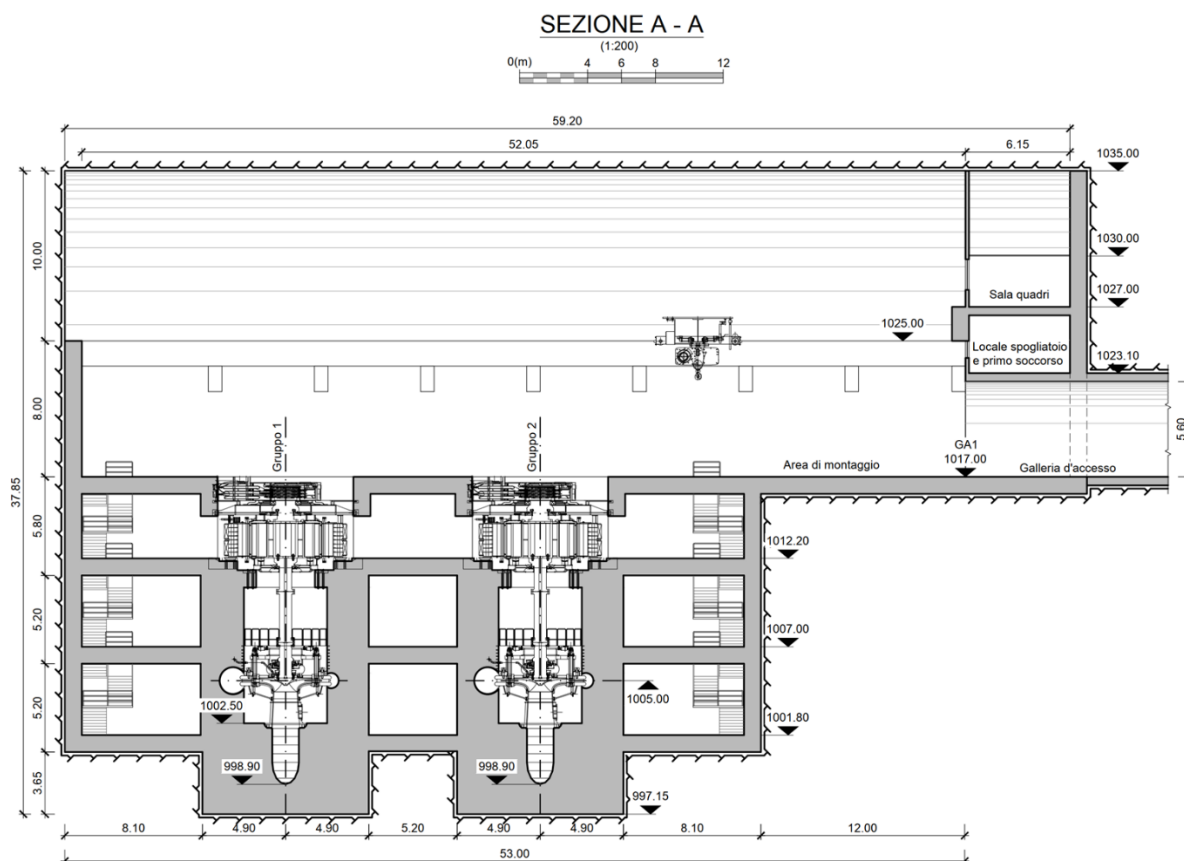 SEZIONE A - A
(1:200)
0(m) 4 6 8 12
59.20
52.05 6.15
1035.00
10.00
1030.00
Sala quadri
1027.00
1025.00
Locale spogliatoio
e primo soccorso
1023.10
8.00
Gruppo 1
Gruppo 2
5.60
GA1
1017.00
Area di montaggio
Galleria d'accesso
37.85
5.80
1012.20
5.20
1007.00
1005.00
5.20
1002.50
1001.80
998.90
998.90
3.65
997.15
8.10 4.90 4.90 5.20 4.90 4.90 8.10 12.00
53.00